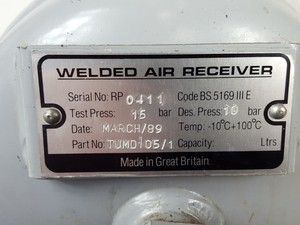 WELDED AIR RECEIVER
Serial No: RP 0411 Code BS 5169 III E
Test Press: 15 bar Des. Press: 10 bar
Date: MARCH/89 Temp: -10°C+100°C
Part No: TUMD105/1 Capacity: Ltrs
Made in Great Britain